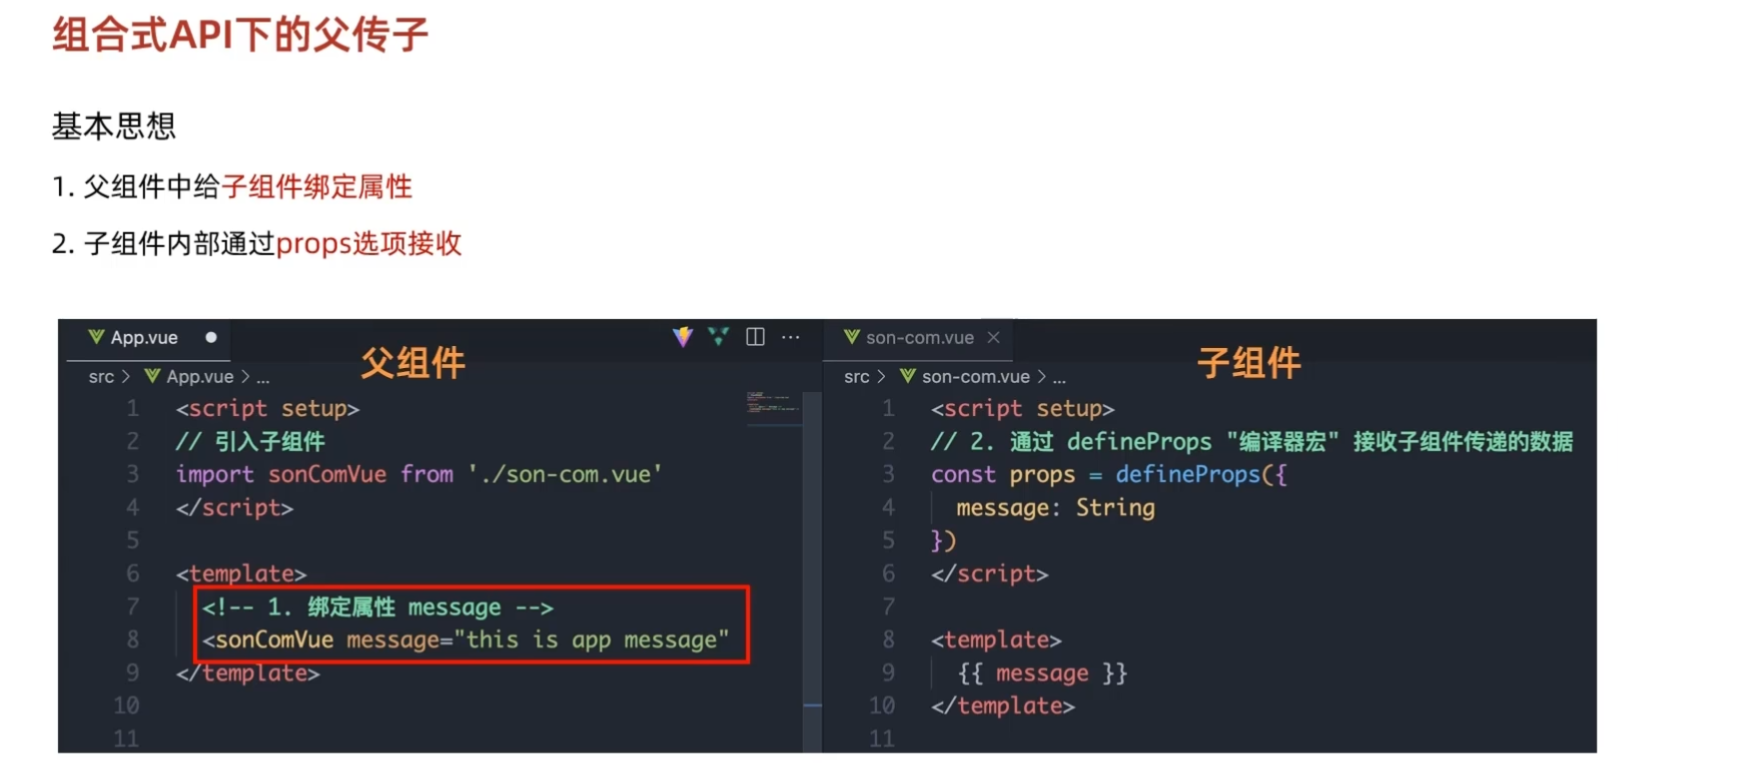 组合式API下的父传子
基本思想
1. 父组件中给子组件绑定属性
2. 子组件内部通过props选项接收
App.vue
父组件
src > App.vue > ...
1 <script setup>
2 // 引入子组件
3 import sonComVue from './son-com.vue'
4 </script>
5
6 <template>
7 <!-- 1. 绑定属性 message -->
8 <sonComVue message="this is app message"
9 </template>
10
11
son-com.vue
子组件
src > son-com.vue > ...
1 <script setup>
2 // 2. 通过 defineProps "编译器宏" 接收子组件传递的数据
3 const props = defineProps({
4 message: String
5 })
6 </script>
7
8 <template>
9 {{ message }}
10 </template>
11